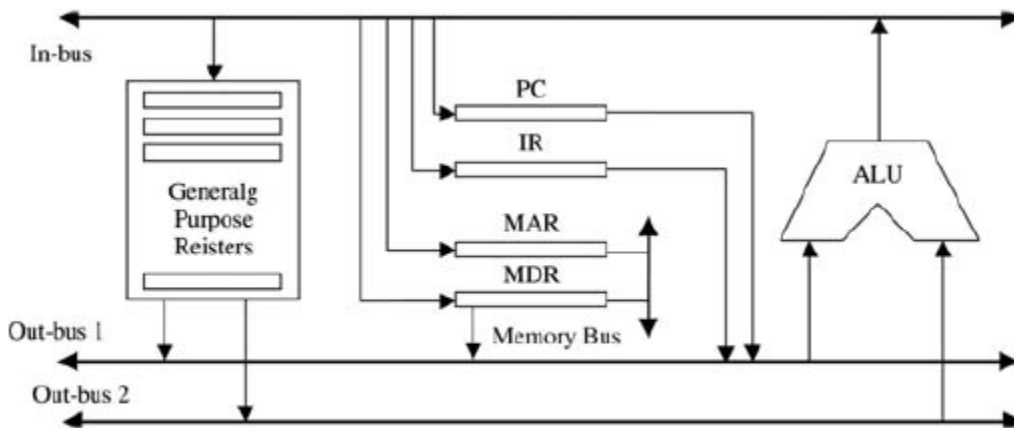 In-bus
PC
IR
ALU
Generalg
Purpose
Reisters
MAR
MDR
Memory Bus
Out-bus 1
Out-bus 2